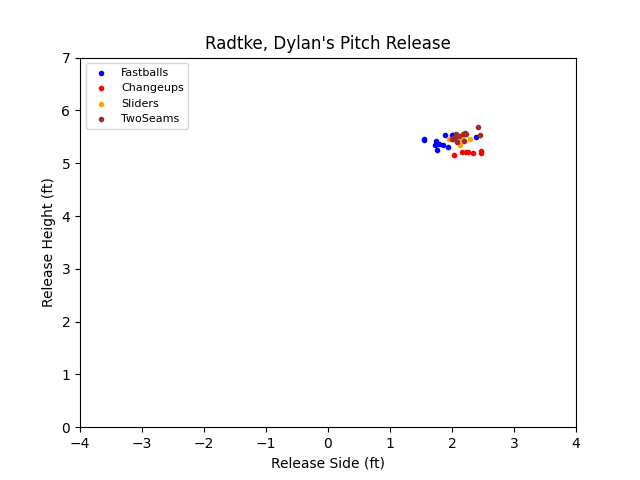 Radtke, Dylan's Pitch Release
Fastballs
Changeups
Sliders
TwoSeams
7
6
5
4
3
2
1
0
Release Height (ft)
−4
−3
−2
−1
0
1
2
3
4
Release Side (ft)